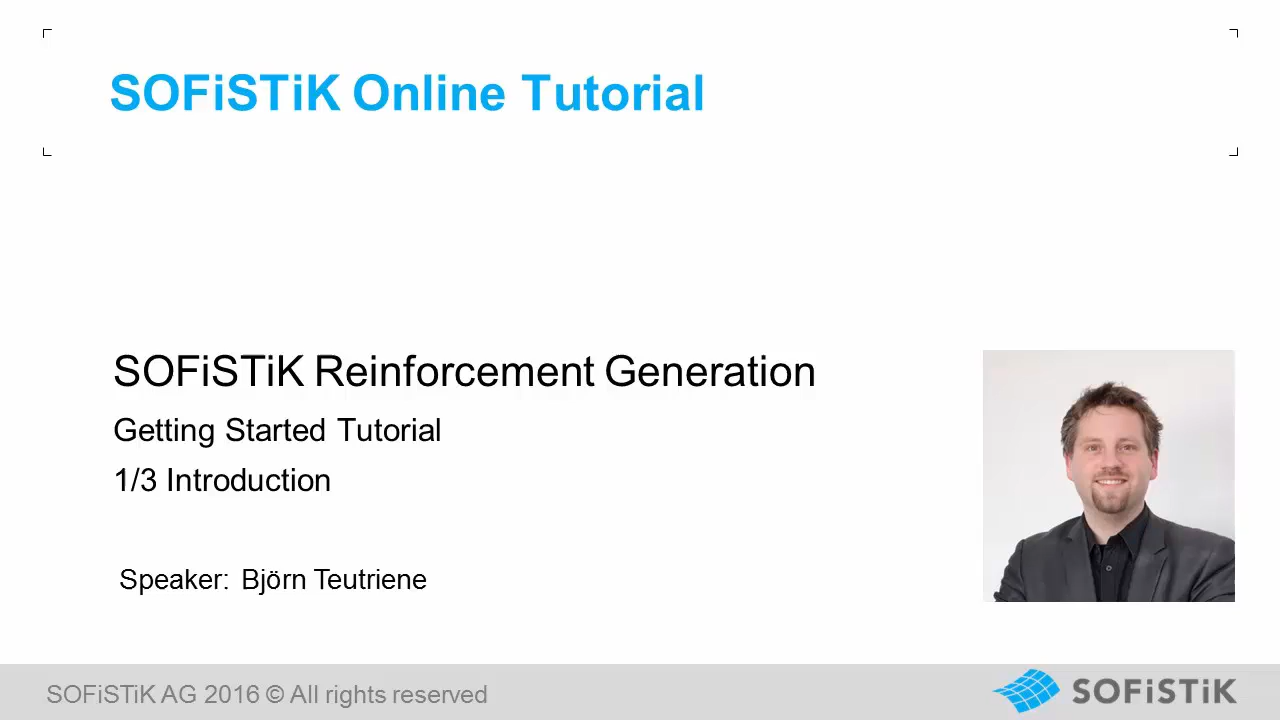 SOFiSTiK Online Tutorial
SOFiSTiK Reinforcement Generation
Getting Started Tutorial
1/3 Introduction
Speaker: Björn Teutriene
SOFiSTiK AG 2016 © All rights reserved
SOFiSTiK